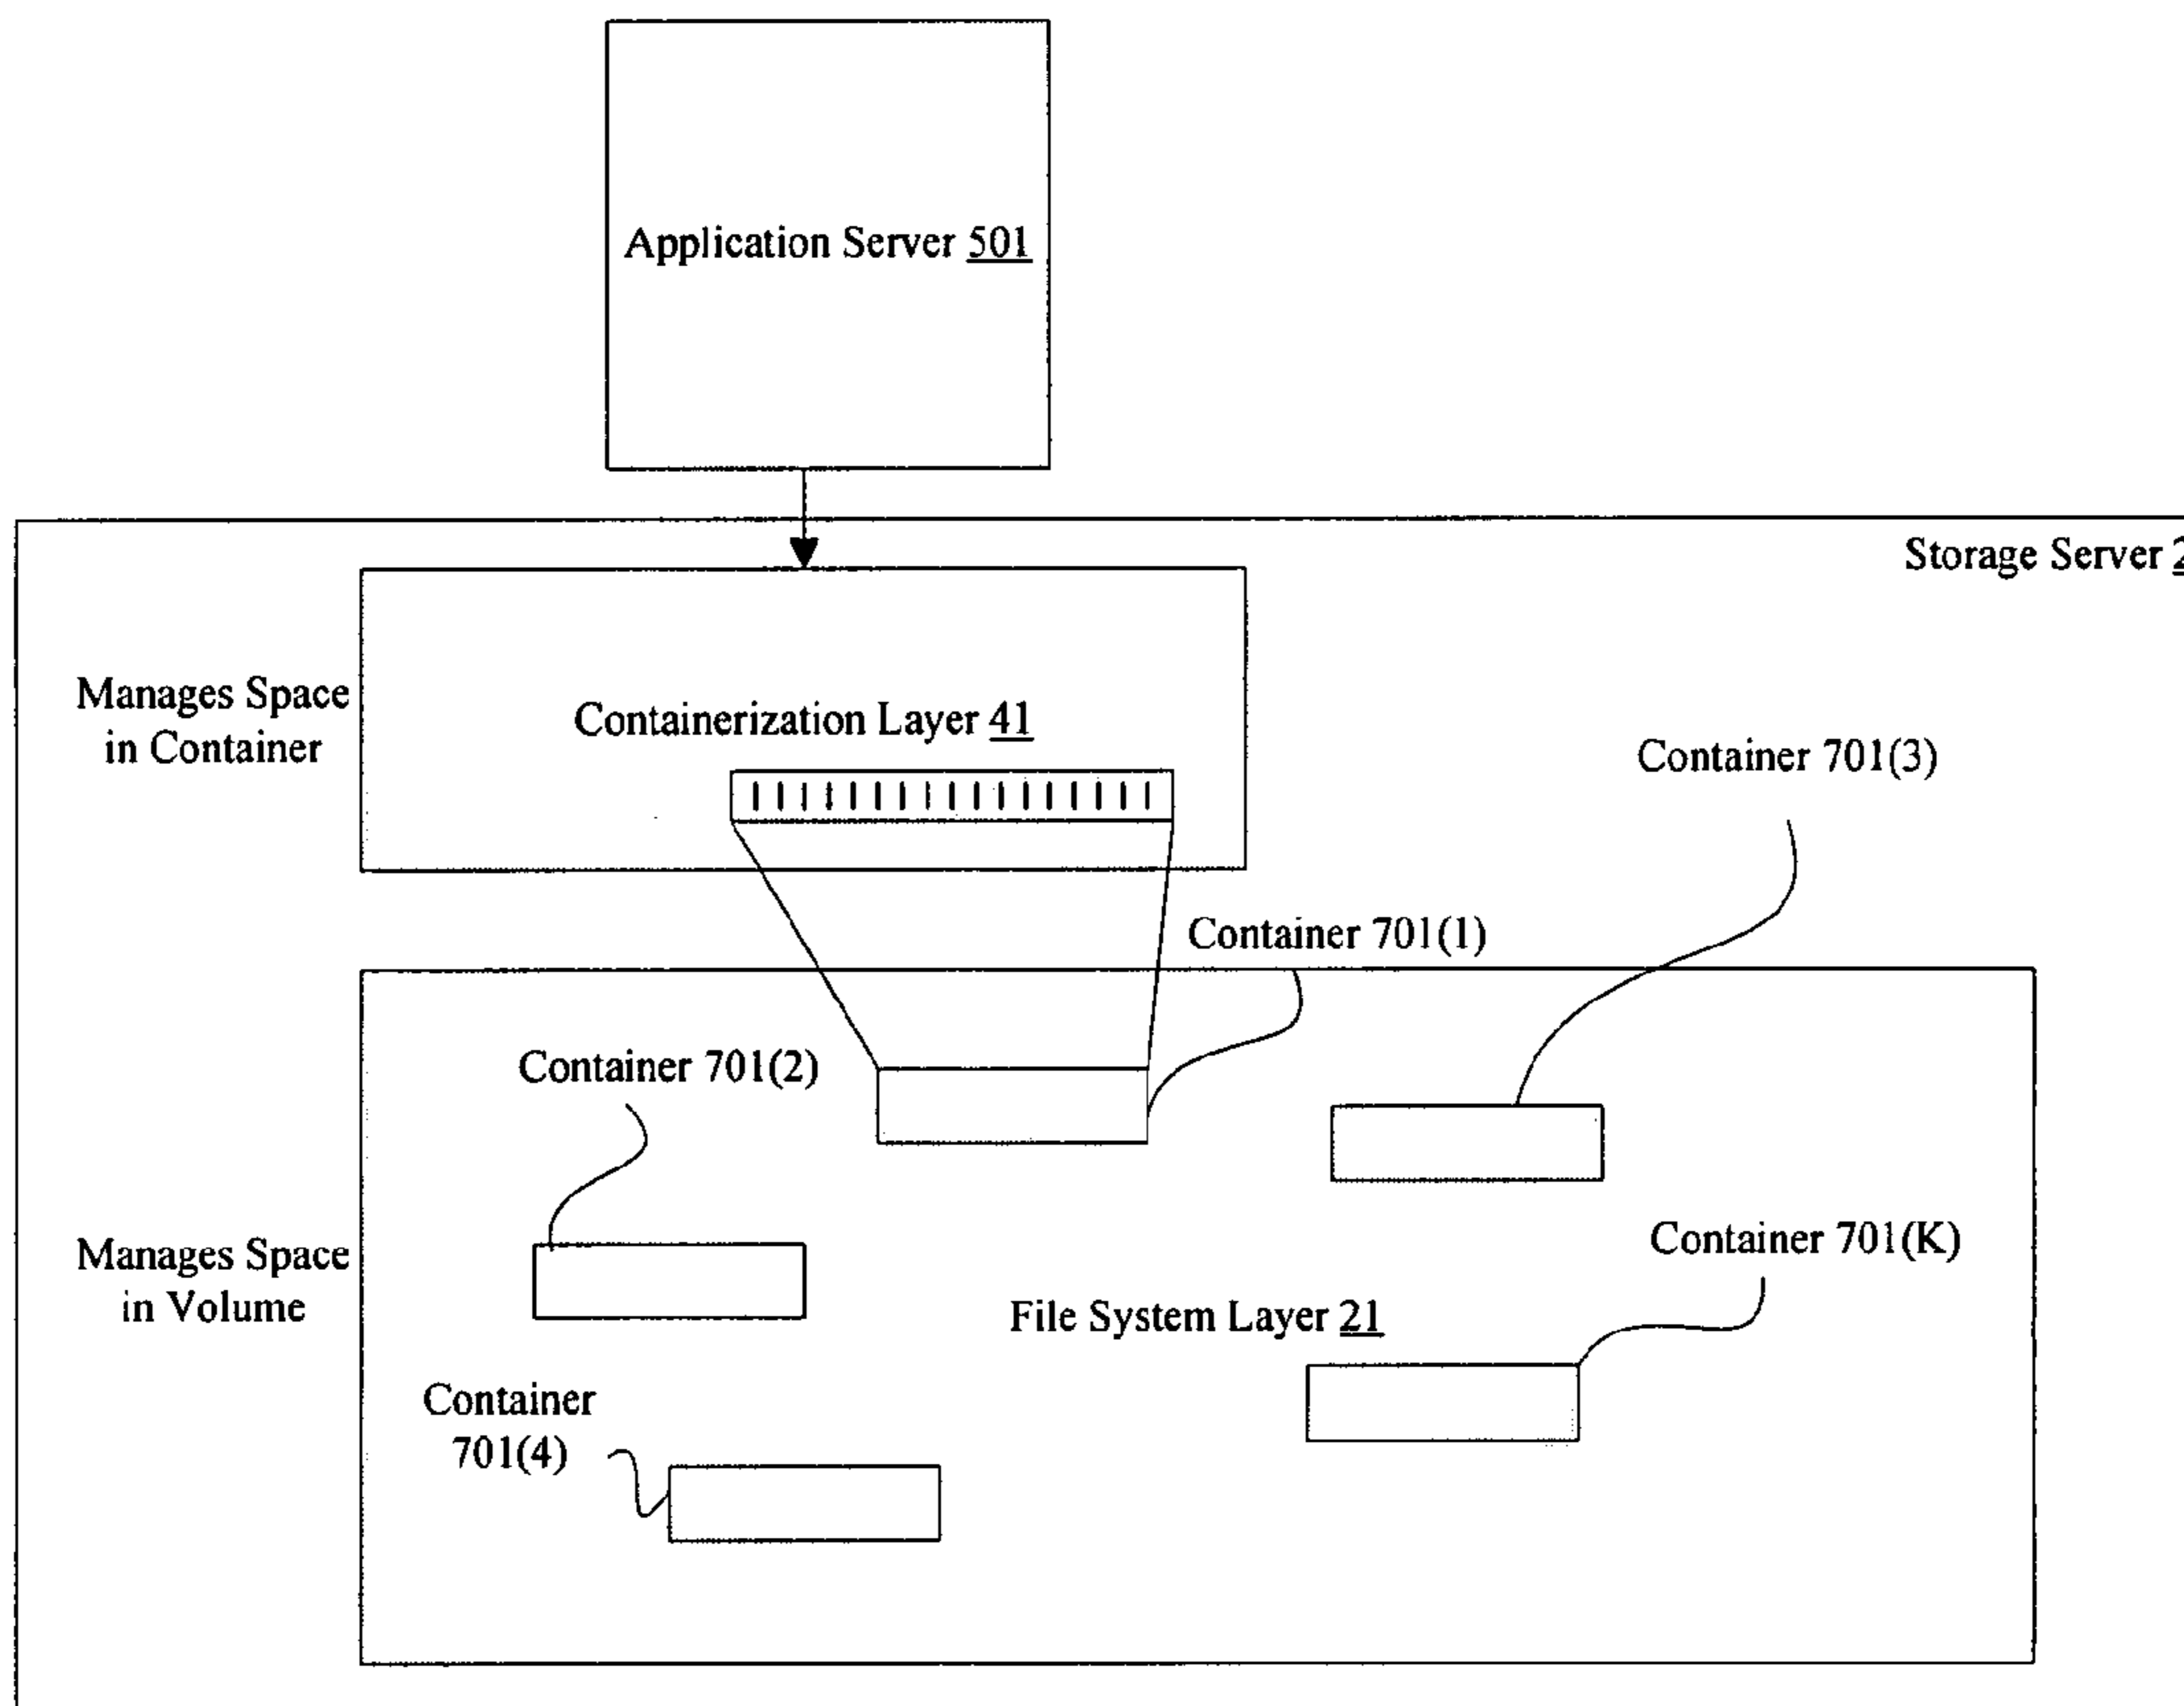 Application Server 501
Storage Server 2
Manages Space
in Container
Containerization Layer 41
Container 701(3)
Container 701(1)
Container 701(2)
Container 701(K)
Manages Space
in Volume
File System Layer 21
Container
701(4)